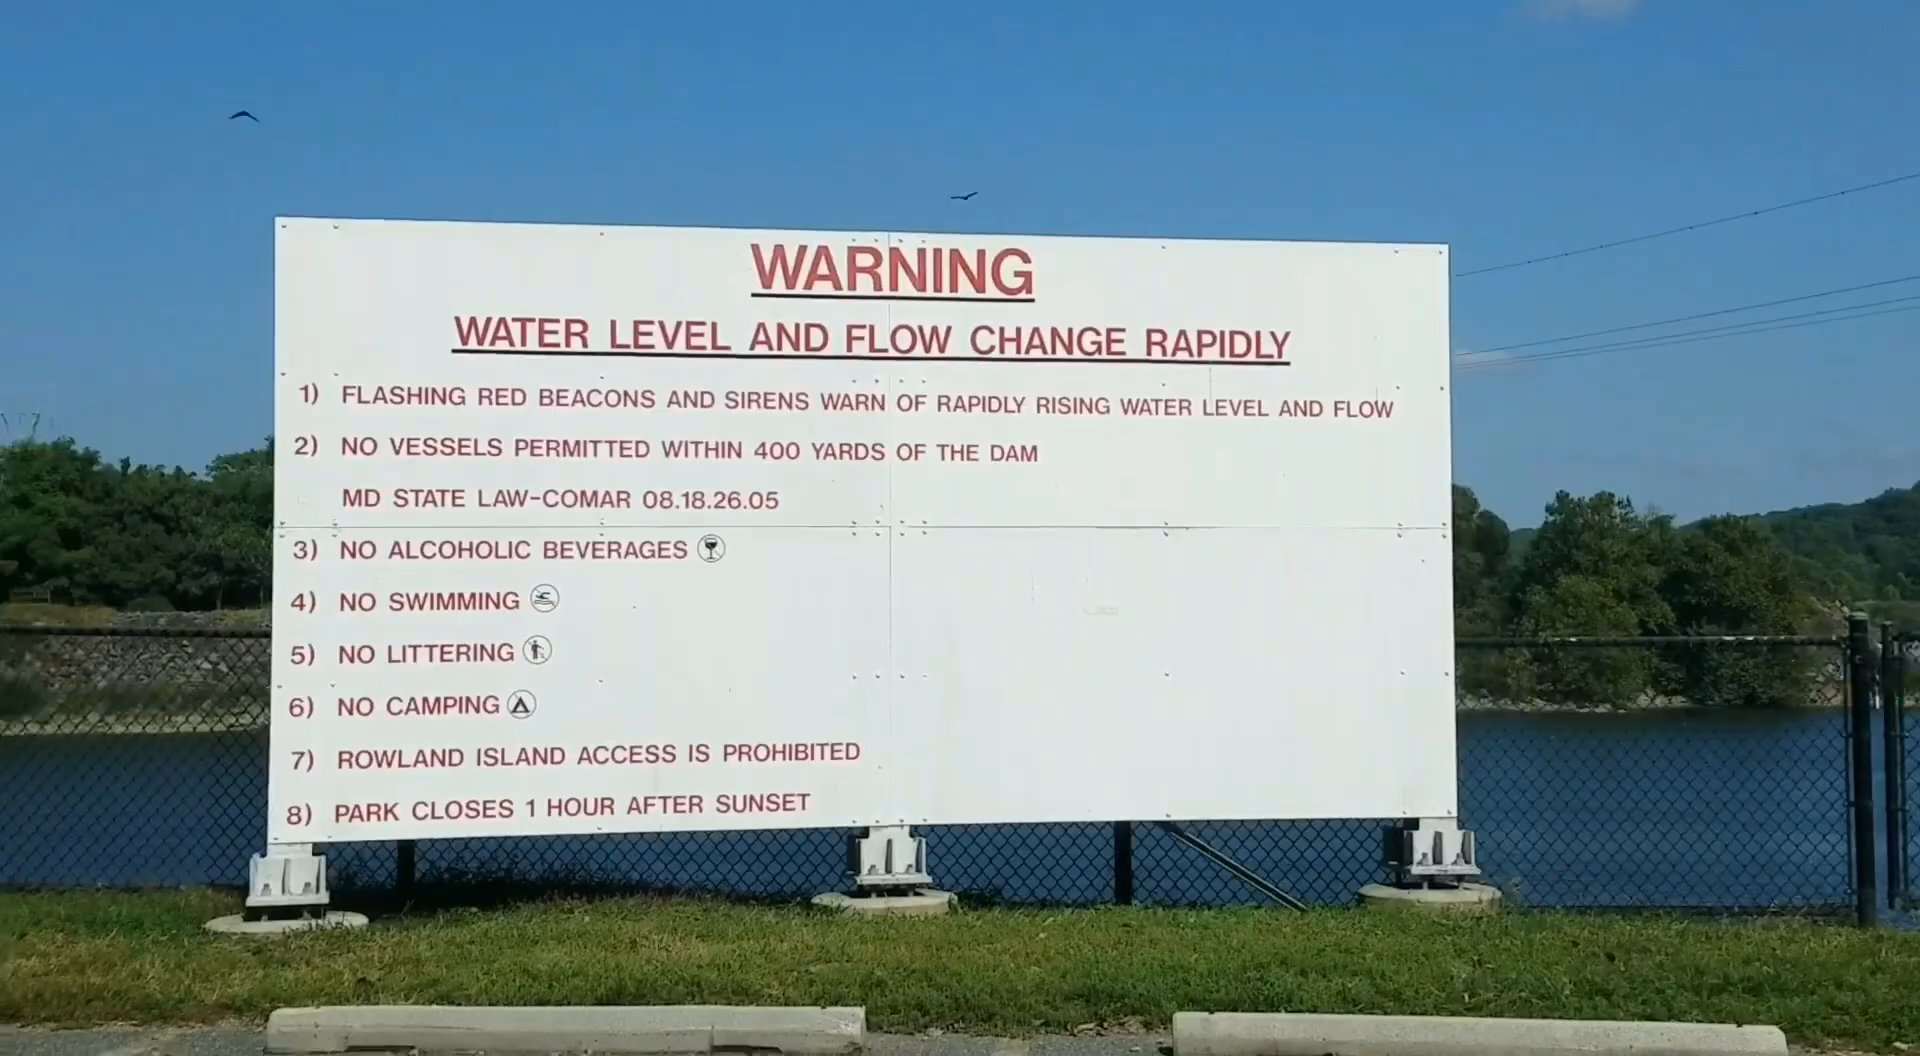 WARNING
WATER LEVEL AND FLOW CHANGE RAPIDLY
1) FLASHING RED BEACONS AND SIRENS WARN OF RAPIDLY RISING WATER LEVEL AND FLOW
2) NO VESSELS PERMITTED WITHIN 400 YARDS OF THE DAM
MD STATE LAW-COMAR 08.18.26.05
3) NO ALCOHOLIC BEVERAGES
4) NO SWIMMING
5) NO LITTERING
6) NO CAMPING
7) ROWLAND ISLAND ACCESS IS PROHIBITED
8) PARK CLOSES 1 HOUR AFTER SUNSET